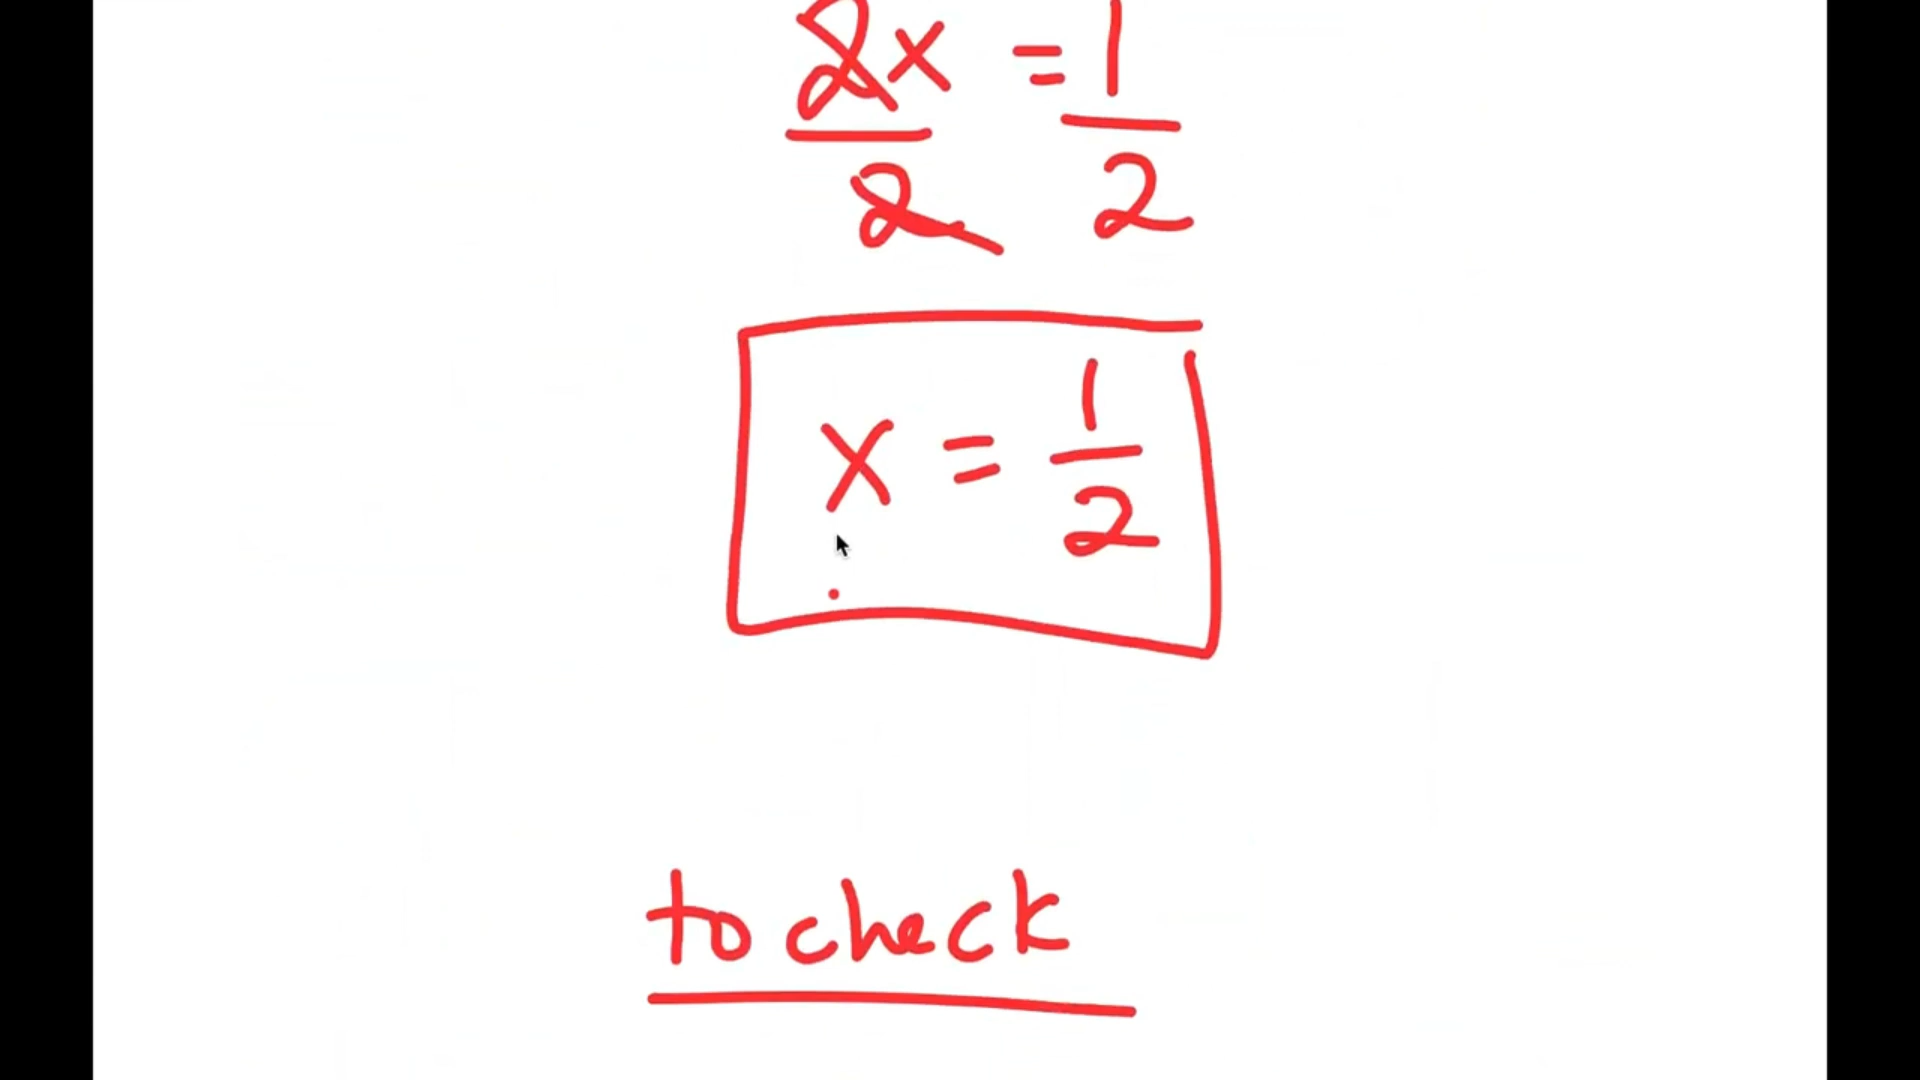 2x = 1
2 2
x = 1/2
to check